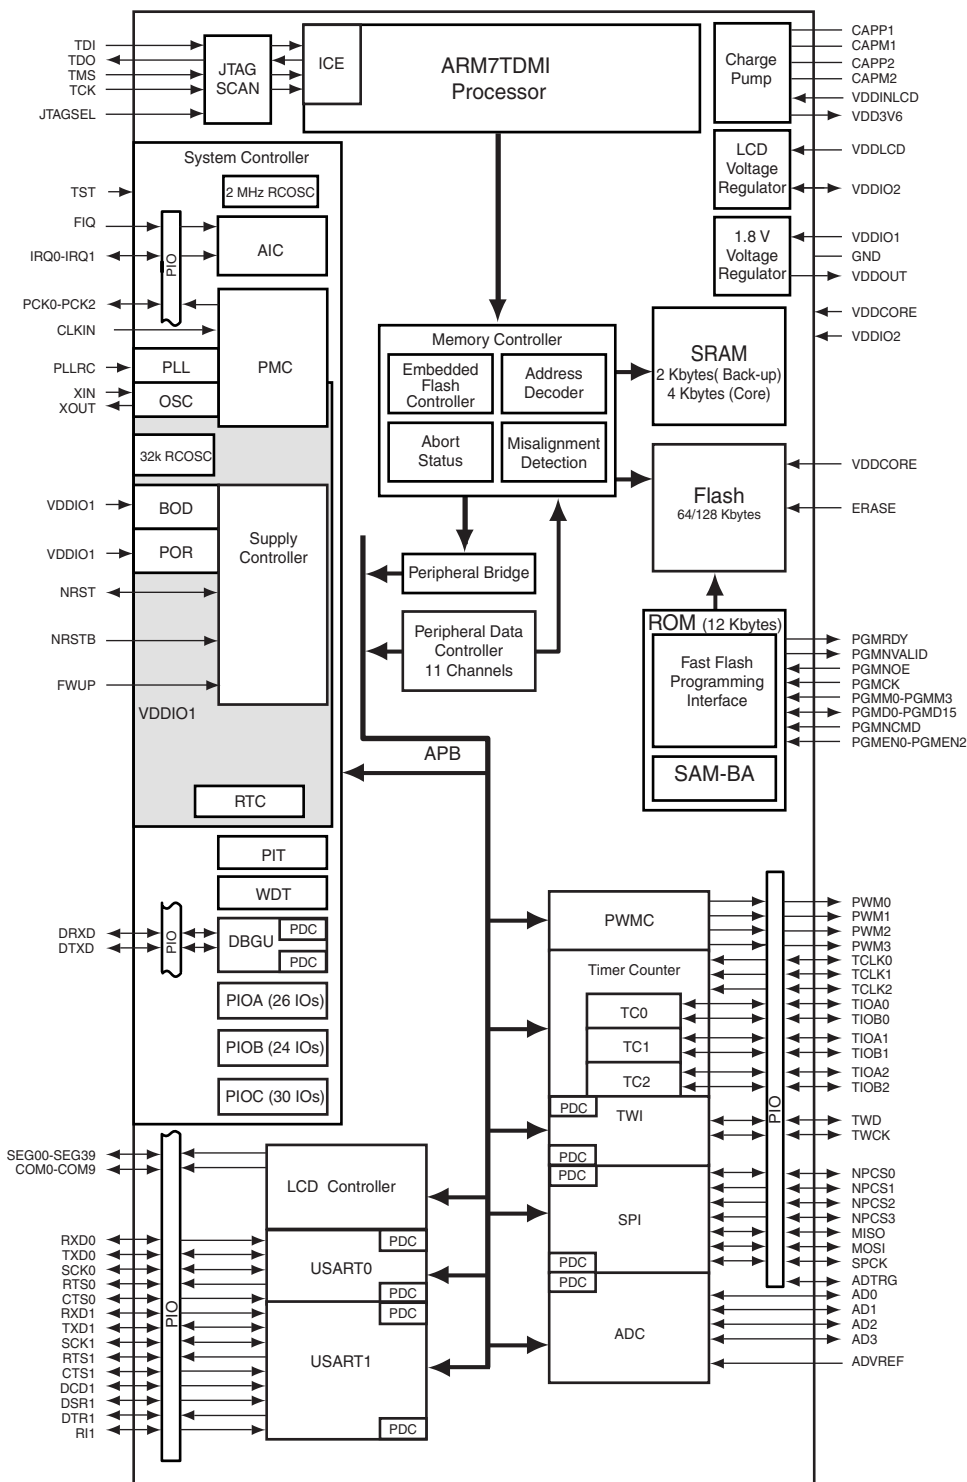 TDI
TDO
TMS
TCK
JTAGSEL
JTAG
SCAN
ICE
ARM7TDMI
Processor
Charge
Pump
CAPP1
CAPM1
CAPP2
CAPM2
VDDINLCD
VDD3V6
LCD
Voltage
Regulator
VDDLCD
VDDIO2
1.8 V
Voltage
Regulator
VDDIO1
GND
VDDOUT
VDDCORE
VDDIO2
System Controller
2 MHz RCOSC
TST
FIQ
IRQ0-IRQ1
PIO
AIC
PCK0-PCK2
CLKIN
PLLRC
PLL
PMC
XIN
XOUT
OSC
32k RCOSC
VDDIO1
BOD
Supply
Controller
VDDIO1
POR
NRST
NRSTB
FWUP
VDDIO1
RTC
PIT
WDT
DRXD
DTXD
PIO
DBGU
PDC
PDC
PIOA (26 IOs)
PIOB (24 IOs)
PIOC (30 IOs)
Memory Controller
Embedded
Flash
Controller
Address
Decoder
Abort
Status
Misalignment
Detection
SRAM
2 Kbytes( Back-up)
4 Kbytes (Core)
Flash
64/128 Kbytes
VDDCORE
ERASE
Peripheral Bridge
Peripheral Data
Controller
11 Channels
APB
ROM (12 Kbytes)
Fast Flash
Programming
Interface
SAM-BA
PGMRDY
PGMNVALID
PGMNOE
PGMCK
PGMM0-PGMM3
PGMD0-PGMD15
PGMNCMD
PGMEN0-PGMEN2
PWMC
Timer Counter
TC0
TC1
TC2
PDC
TWI
PDC
PDC
SPI
PDC
PDC
ADC
PIO
PWM0
PWM1
PWM2
PWM3
TCLK0
TCLK1
TCLK2
TIOA0
TIOB0
TIOA1
TIOB1
TIOA2
TIOB2
TWD
TWCK
NPCS0
NPCS1
NPCS2
NPCS3
MISO
MOSI
SPCK
ADTRG
AD0
AD1
AD2
AD3
ADVREF
SEG00-SEG39
COM0-COM9
RXD0
TXD0
SCK0
RTS0
CTS0
RXD1
TXD1
SCK1
RTS1
CTS1
DCD1
DSR1
DTR1
RI1
PIO
LCD Controller
PDC
USART0
PDC
PDC
USART1
PDC